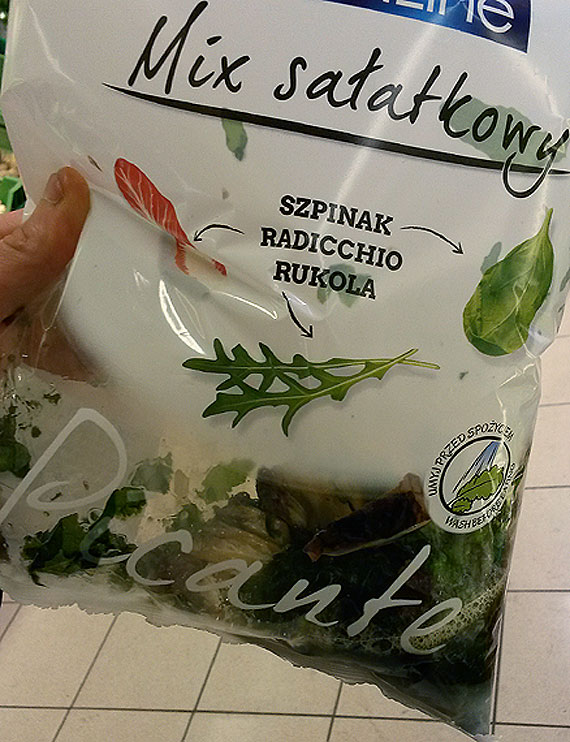 Mix sałatkowy
SZPINAK
RADICCHIO
RUKOLA
UMYJ PRZED SPOŻYCIEM
WASH BEFORE
Picante